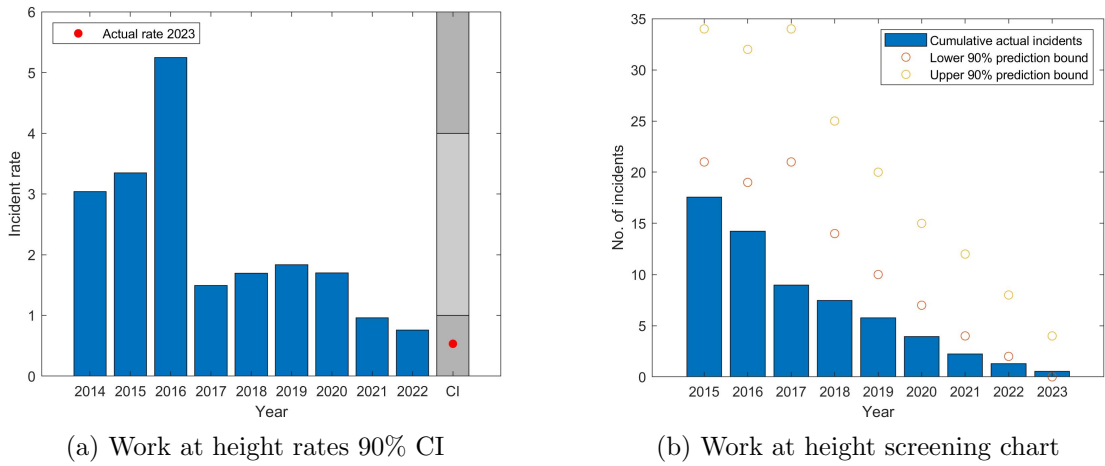 6
5
4
3
2
1
0
Incident rate
Actual rate 2023
2014 2015 2016 2017 2018 2019 2020 2021 2022 CI
Year
(a) Work at height rates 90% CI
35
30
25
20
15
10
5
0
No. of incidents
Cumulative actual incidents
Lower 90% prediction bound
Upper 90% prediction bound
2015 2016 2017 2018 2019 2020 2021 2022 2023
Year
(b) Work at height screening chart